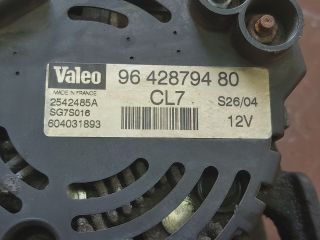 Valeo
MADE IN FRANCE
96 428794 80
2542485A
CL7
S26/04
SG7S016
604031893
12V